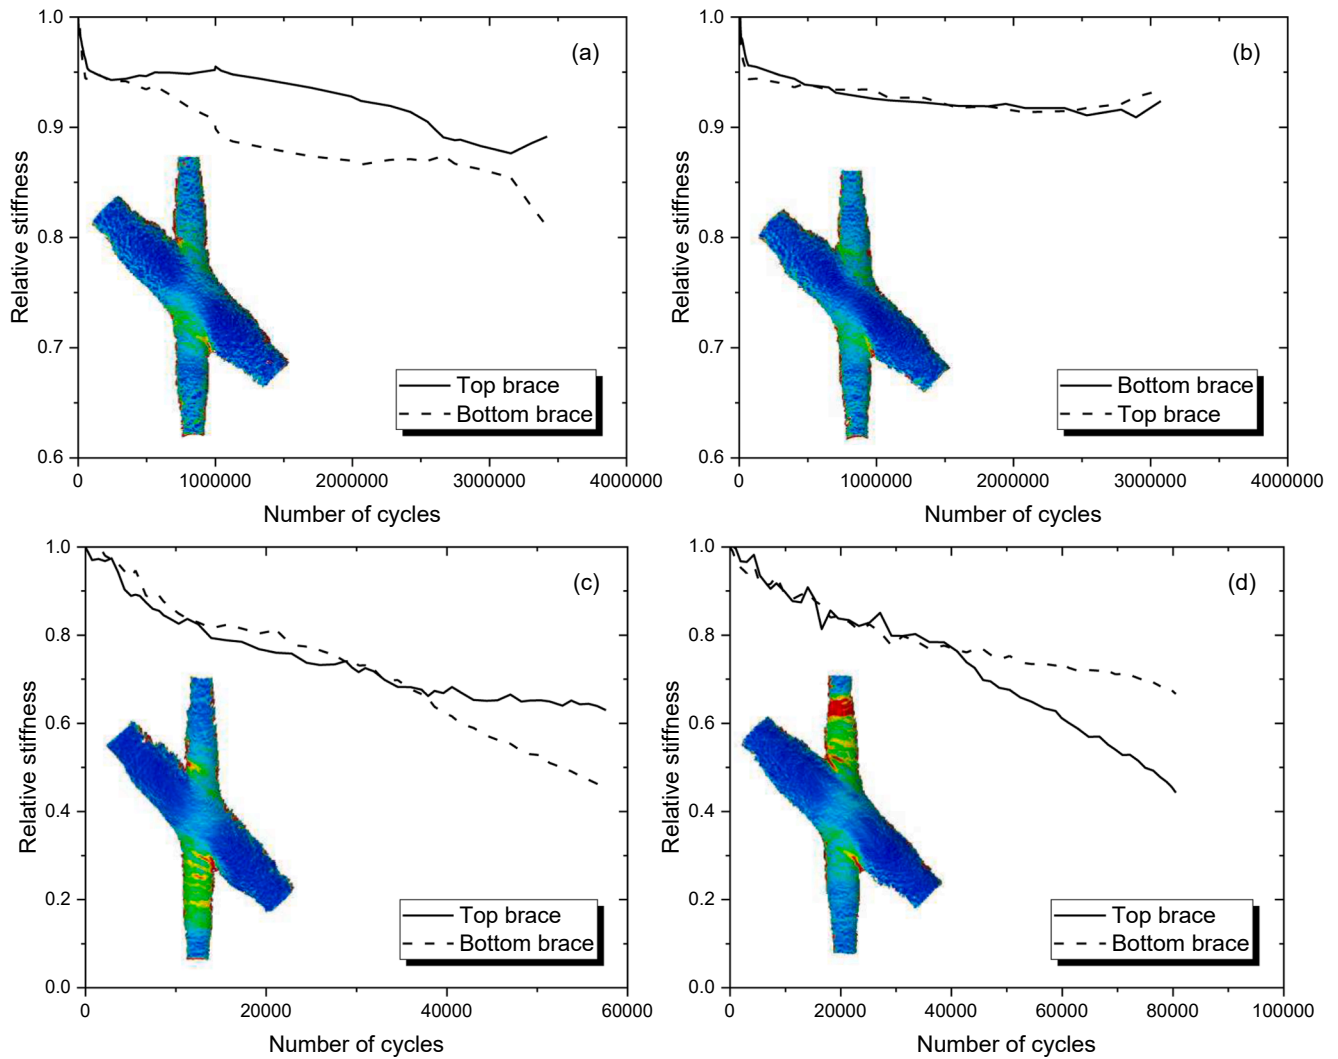 (a)
1.0
0.9
0.8
0.7
0.6
Relative stiffness
Top brace
Bottom brace
0
1000000
2000000
3000000
4000000
Number of cycles
(b)
1.0
0.9
0.8
0.7
0.6
Relative stiffness
Bottom brace
Top brace
0
1000000
2000000
3000000
4000000
Number of cycles
(c)
1.0
0.8
0.6
0.4
0.2
0.0
Relative stiffness
Top brace
Bottom brace
0
20000
40000
60000
Number of cycles
(d)
1.0
0.8
0.6
0.4
0.2
0.0
Relative stiffness
Top brace
Bottom brace
0
20000
40000
60000
80000
100000
Number of cycles